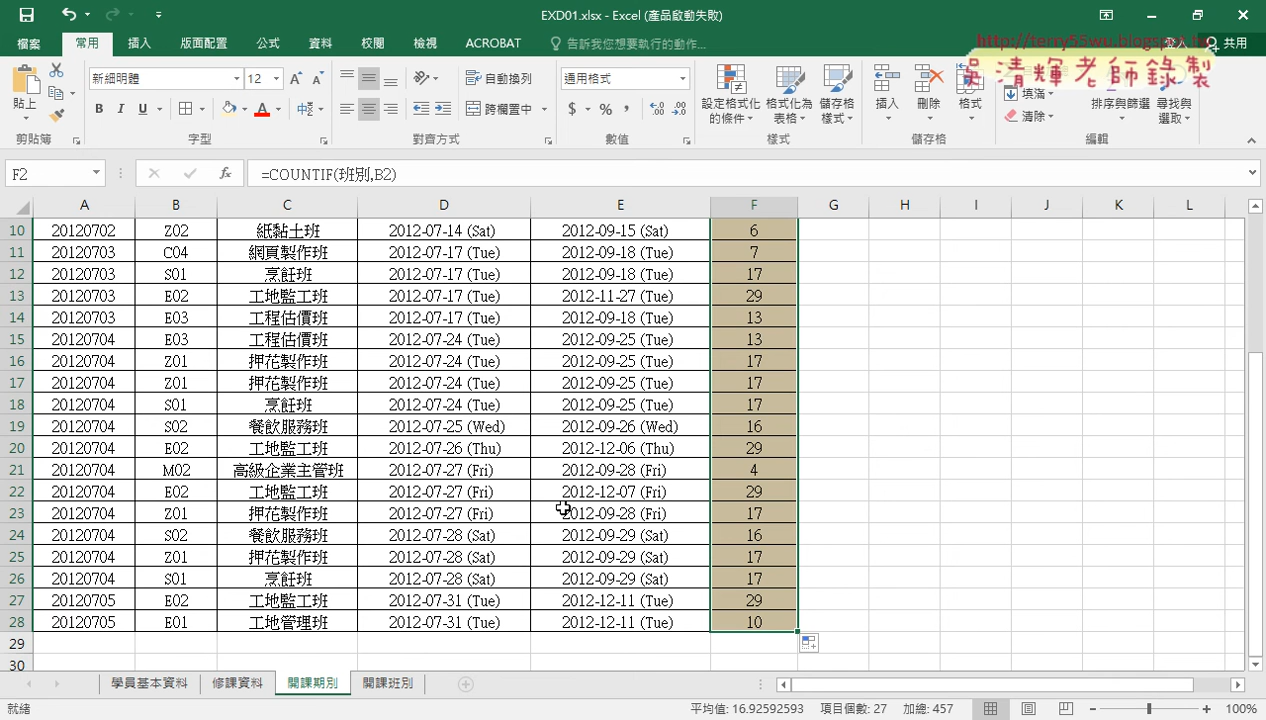 EXD01.xlsx - Excel (產品啟動失敗)
http://terry55wu.blogspot.tw
吳清輝老師錄製
檔案 常用 插入 版面配置 公式 資料 校閱 檢視 ACROBAT 告訴我您想要執行的動作... 登入 共用
貼上 新細明體 12 A A 自動換列 通用格式 設定格式化的條件 格式化為表格 儲存格樣式 插入 刪除 格式 填滿 清除 排序與篩選 尋找與選取
B I U A 跨欄置中 $ % ,
剪貼簿 字型 對齊方式 數值 樣式 儲存格 編輯
F2 fx =COUNTIF(班別,B2)
A B C D E F G H I J K L
10 20120702 Z02 紙黏土班 2012-07-14 (Sat) 2012-09-15 (Sat) 6
11 20120703 C04 網頁製作班 2012-07-17 (Tue) 2012-09-18 (Tue) 7
12 20120703 S01 烹飪班 2012-07-17 (Tue) 2012-09-18 (Tue) 17
13 20120703 E02 工地監工班 2012-07-17 (Tue) 2012-11-27 (Tue) 29
14 20120703 E03 工程估價班 2012-07-17 (Tue) 2012-09-18 (Tue) 13
15 20120704 E03 工程估價班 2012-07-24 (Tue) 2012-09-25 (Tue) 13
16 20120704 Z01 押花製作班 2012-07-24 (Tue) 2012-09-25 (Tue) 17
17 20120704 Z01 押花製作班 2012-07-24 (Tue) 2012-09-25 (Tue) 17
18 20120704 S01 烹飪班 2012-07-24 (Tue) 2012-09-25 (Tue) 17
19 20120704 S02 餐飲服務班 2012-07-25 (Wed) 2012-09-26 (Wed) 16
20 20120704 E02 工地監工班 2012-07-26 (Thu) 2012-12-06 (Thu) 29
21 20120704 M02 高級企業主管班 2012-07-27 (Fri) 2012-09-28 (Fri) 4
22 20120704 E02 工地監工班 2012-07-27 (Fri) 2012-12-07 (Fri) 29
23 20120704 Z01 押花製作班 2012-07-27 (Fri) 2012-09-28 (Fri) 17
24 20120704 S02 餐飲服務班 2012-07-28 (Sat) 2012-09-29 (Sat) 16
25 20120704 Z01 押花製作班 2012-07-28 (Sat) 2012-09-29 (Sat) 17
26 20120704 S01 烹飪班 2012-07-28 (Sat) 2012-09-29 (Sat) 17
27 20120705 E02 工地監工班 2012-07-31 (Tue) 2012-12-11 (Tue) 29
28 20120705 E01 工地管理班 2012-07-31 (Tue) 2012-12-11 (Tue) 10
29
30
學員基本資料 修課資料 開課期別 開課班別
就緒 平均值: 16.92592593 項目個數: 27 加總: 457 100%